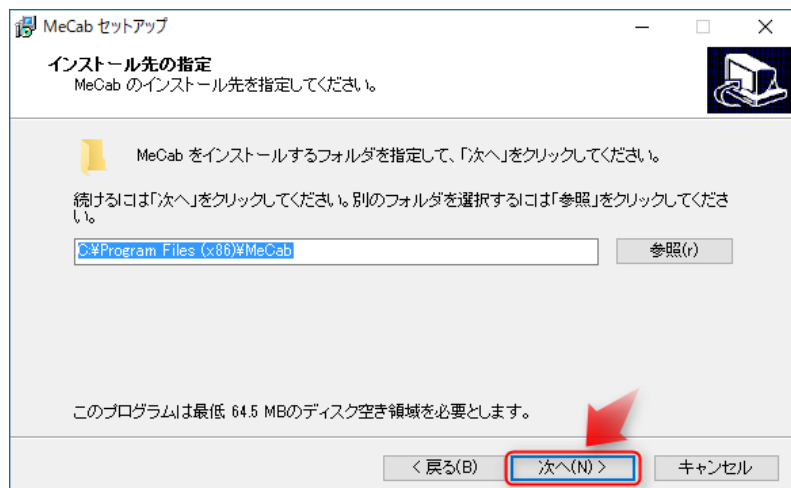 MeCab セットアップ
インストール先の指定
MeCab のインストール先を指定してください。
MeCab をインストールするフォルダを指定して、「次へ」をクリックしてください。
続けるには「次へ」をクリックしてください。別のフォルダを選択するには「参照」をクリックしてくださ
い。
C:¥Program Files (x86)¥MeCab
参照(r)
このプログラムは最低 64.5 MBのディスク空き領域を必要とします。
< 戻る(B)
次へ(N) >
キャンセル